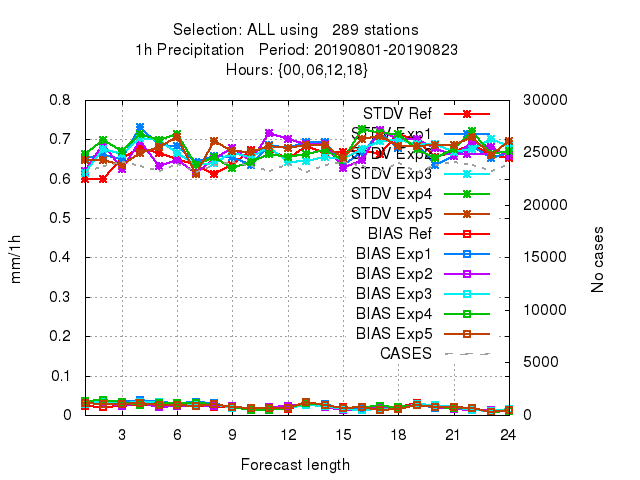 Selection: ALL using   289 stations
1h Precipitation   Period: 20190801-20190823
Hours: {00,06,12,18}
0.8
0.7
0.6
0.5
0.4
0.3
0.2
0.1
0
mm/1h
30000
25000
20000
15000
10000
5000
0
No cases
STDV Ref
STDV Exp1
STDV Exp2
STDV Exp3
STDV Exp4
STDV Exp5
BIAS Ref
BIAS Exp1
BIAS Exp2
BIAS Exp3
BIAS Exp4
BIAS Exp5
CASES
3 6 9 12 15 18 21 24
Forecast length